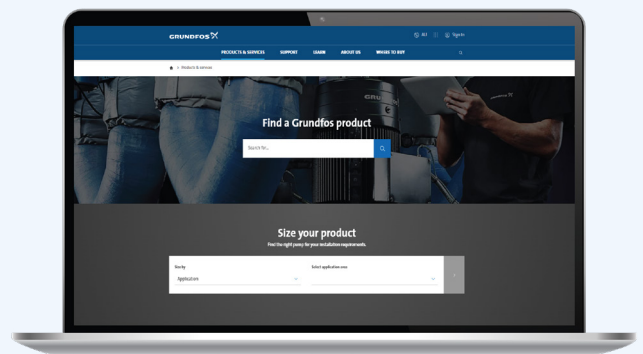 GRUNDFOS
Sign in
PRODUCTS & SERVICES SUPPORT LEARN ABOUT US WHERE TO BUY
> Products & services
GRU
Find a Grundfos product
Search for...
Size your product
Find the right pump for your installation requirements.
Size by Select application area
Application